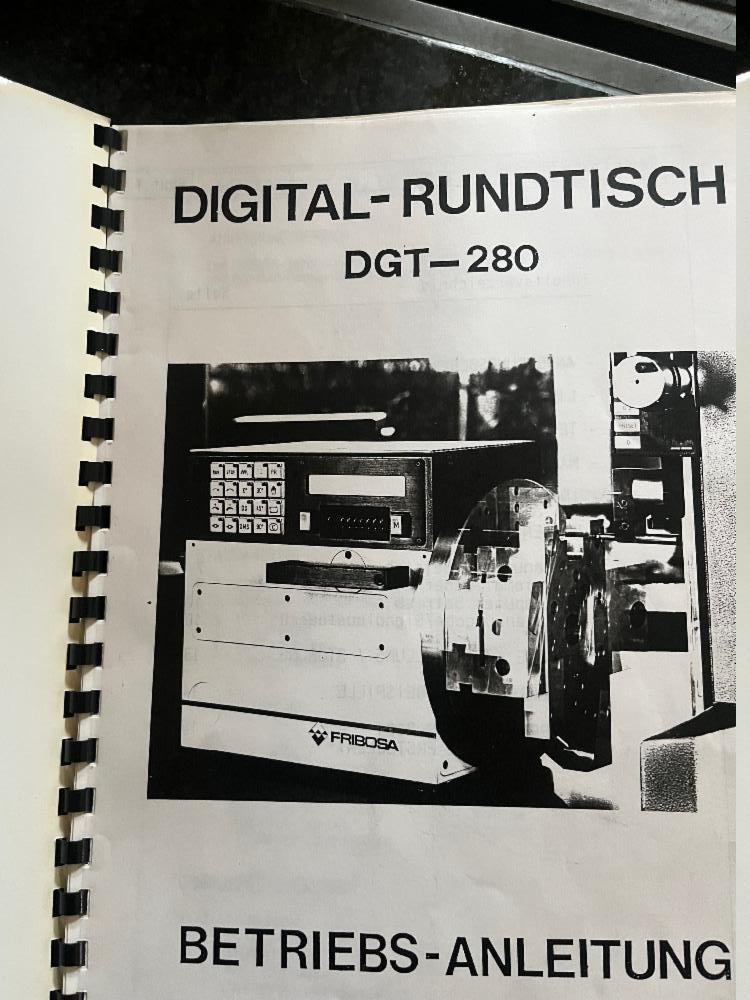 DIGITAL-RUNDTISCH
DGT-280
FRIBOSA
BETRIEBS-ANLEITUNG